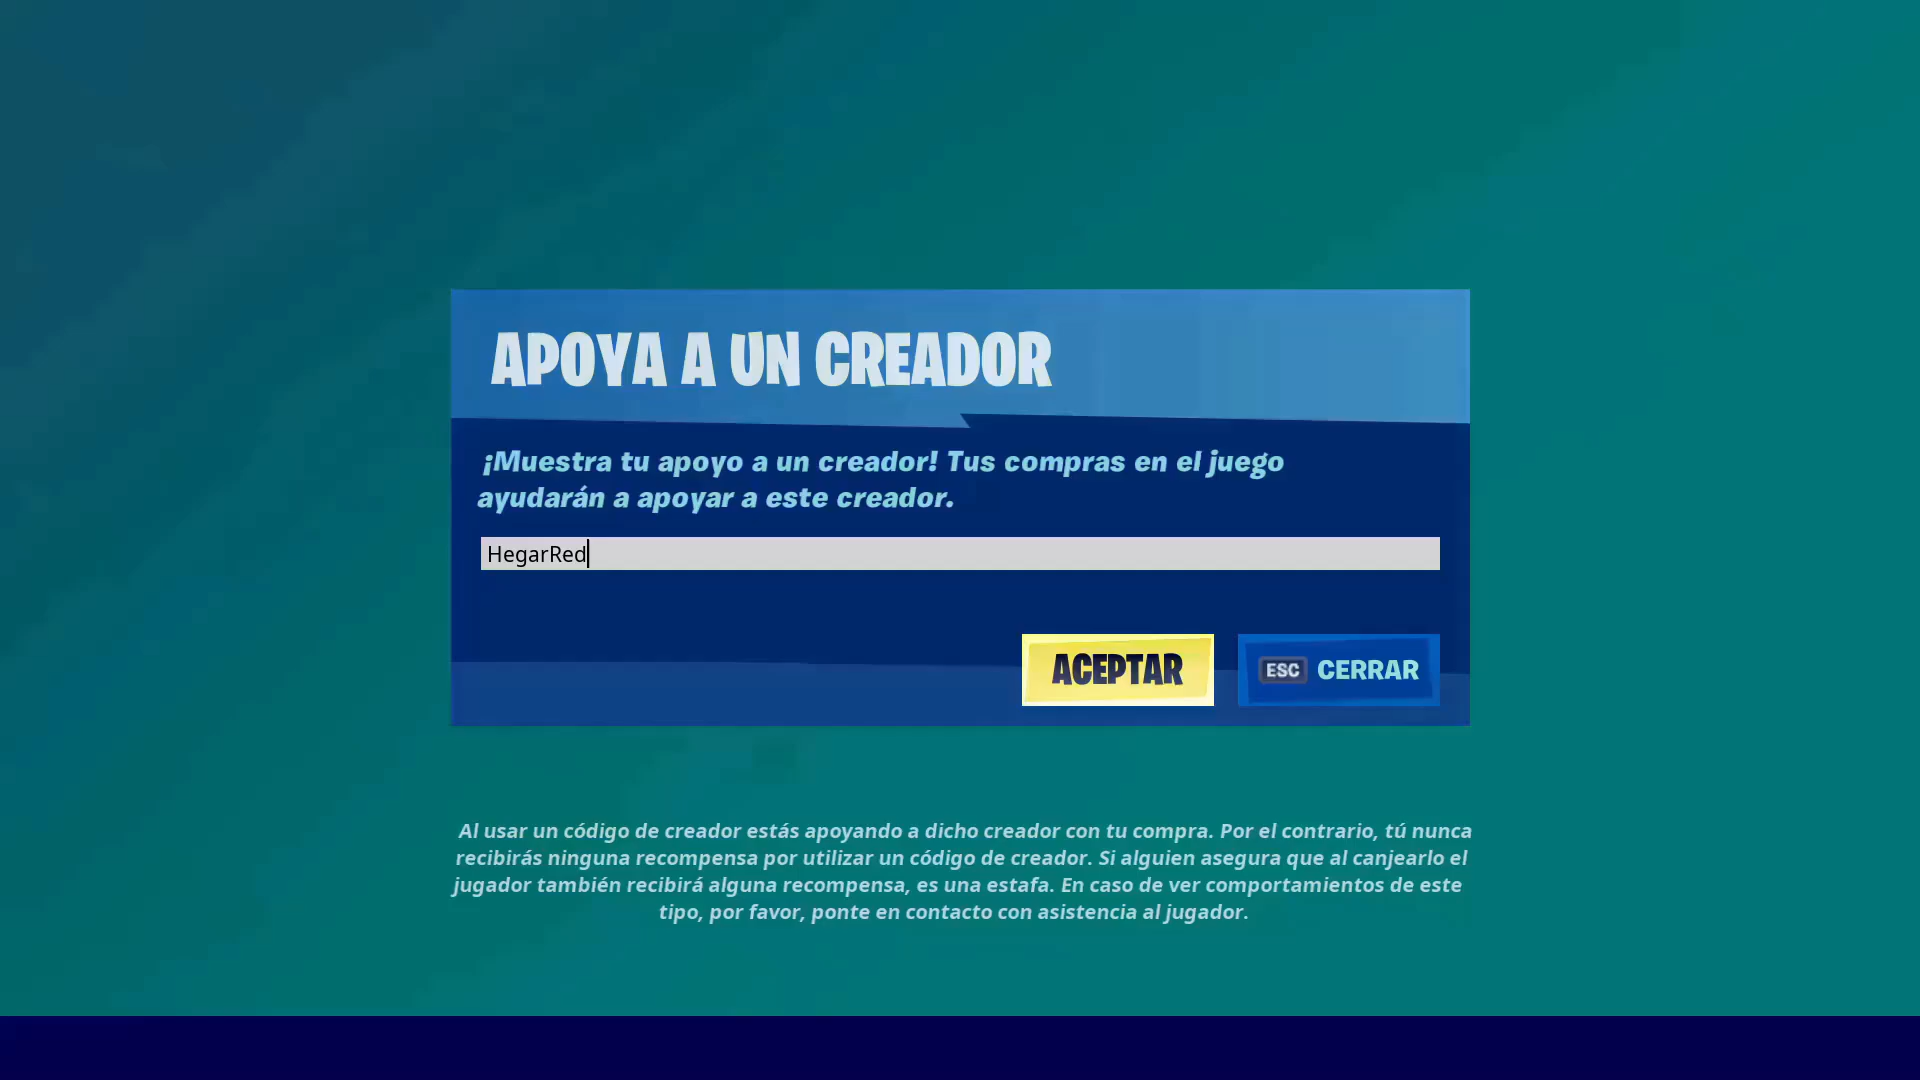 APOYA A UN CREADOR
¡Muestra tu apoyo a un creador! Tus compras en el juego
ayudarán a apoyar a este creador.
HegarRed
ACEPTAR
ESC CERRAR
Al usar un código de creador estás apoyando a dicho creador con tu compra. Por el contrario, tú nunca
recibirás ninguna recompensa por utilizar un código de creador. Si alguien asegura que al canjearlo el
jugador también recibirá alguna recompensa, es una estafa. En caso de ver comportamientos de este
tipo, por favor, ponte en contacto con asistencia al jugador.